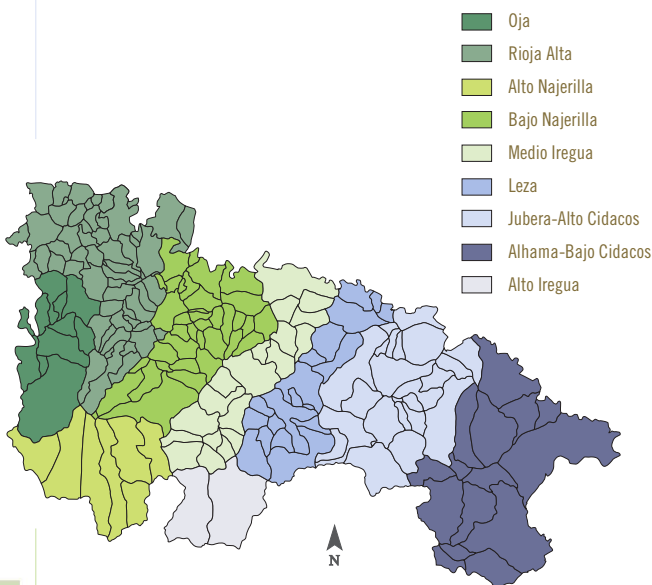 Oja
Rioja Alta
Alto Najerilla
Bajo Najerilla
Medio Iregua
Leza
Jubera-Alto Cidacos
Alhama-Bajo Cidacos
Alto Iregua
N